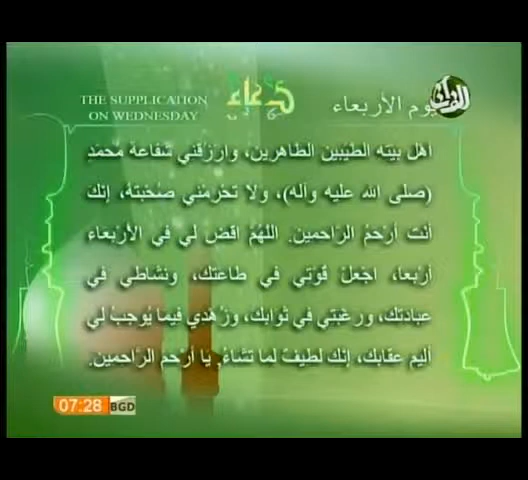 THE SUPPLICATION
ON WEDNESDAY
دعاء
يوم الأربعاء
اهل بيته الطيبين الطاهرين، وارزقني شفاعة محمد
(صلى الله عليه وآله)، ولا تحرمني صحبته، إنك
أنت أرحم الراحمين. اللهم اقض لي في الأربعاء
أربعا، اجعل قوتي في طاعتك، ونشاطي في
عبادتك، ورغبتي في ثوابك، وزهدي فيما يوجب لي
أليم عقابك، إنك لطيف لما تشاء, يا أرحم الراحمين.
07:28 BGD